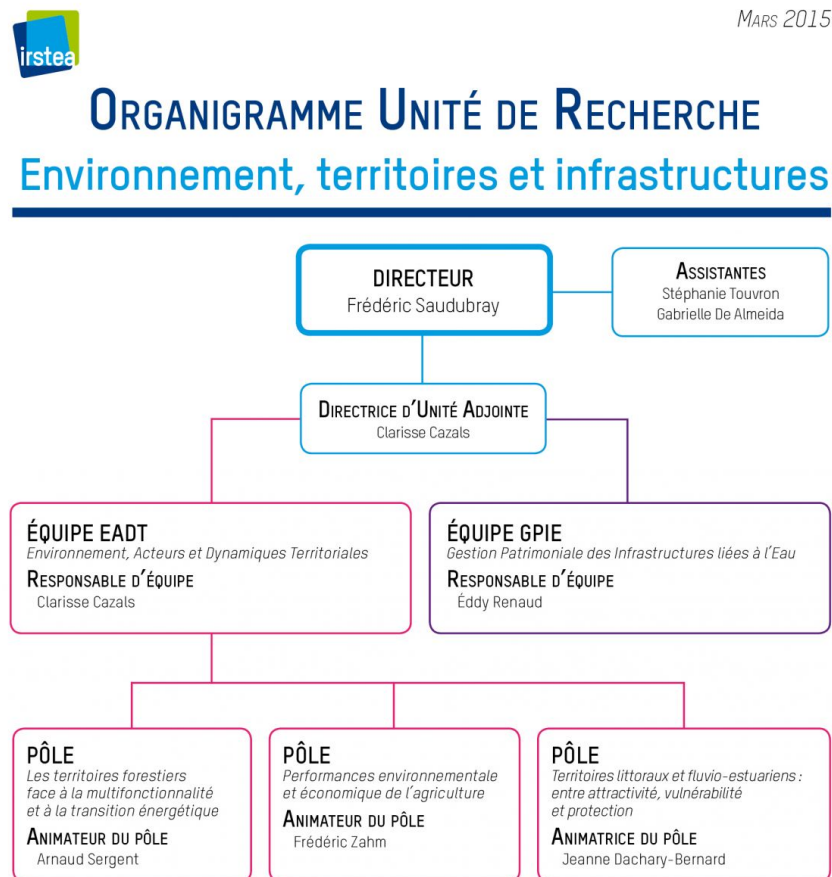 MARS 2015
irstea
ORGANIGRAMME UNITÉ DE RECHERCHE
Environnement, territoires et infrastructures
DIRECTEUR
Frédéric Saudubray
ASSISTANTES
Stéphanie Touvron
Gabrielle De Almeida
DIRECTRICE D'UNITÉ ADJOINTE
Clarisse Cazals
ÉQUIPE EADT
Environnement, Acteurs et Dynamiques Territoriales
RESPONSABLE D'ÉQUIPE
Clarisse Cazals
ÉQUIPE GPIE
Gestion Patrimoniale des Infrastructures liées à l'Eau
RESPONSABLE D'ÉQUIPE
Éddy Renaud
PÔLE
Les territoires forestiers
face à la multifonctionnalité
et à la transition énergétique
ANIMATEUR DU PÔLE
Arnaud Sergent
PÔLE
Performances environnementale
et économique de l'agriculture
ANIMATEUR DU PÔLE
Frédéric Zahm
PÔLE
Territoires littoraux et fluvio-estuariens :
entre attractivité, vulnérabilité
et protection
ANIMATRICE DU PÔLE
Jeanne Dachary-Bernard